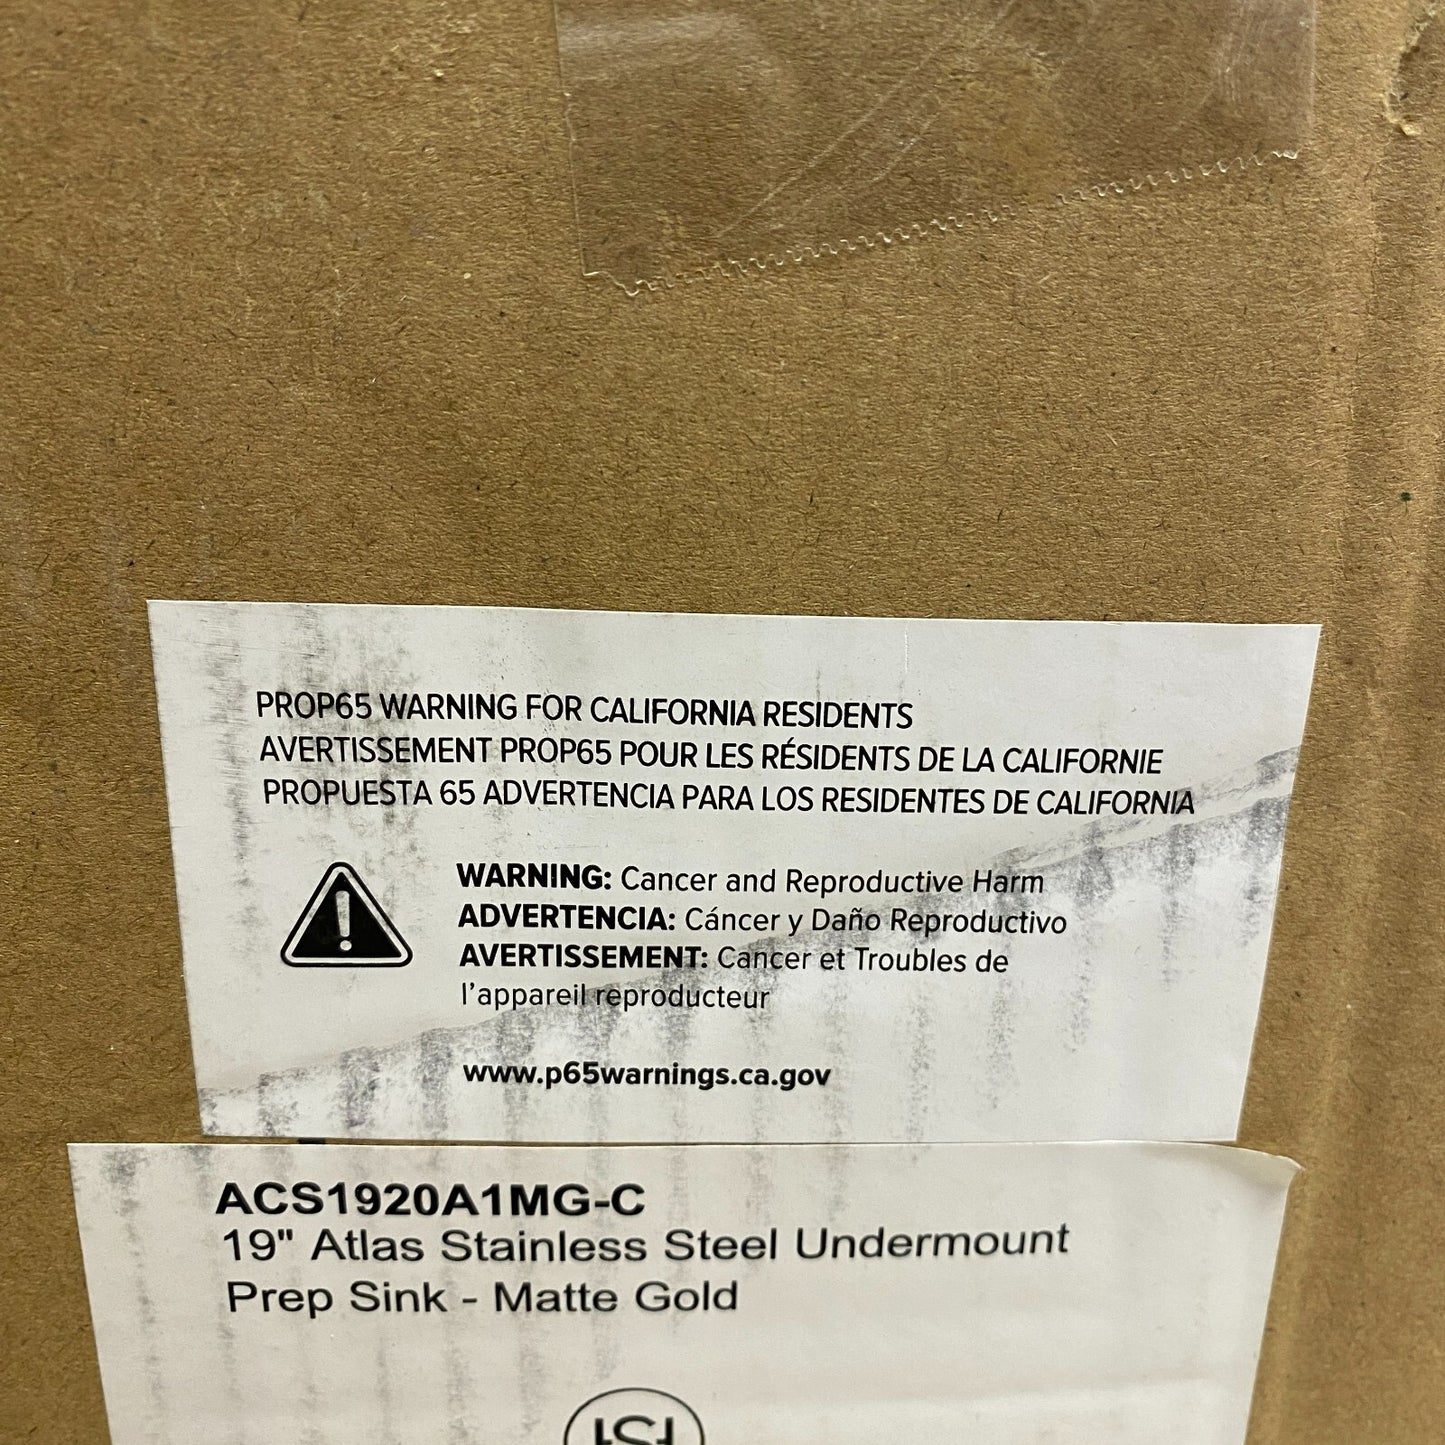 PROP65 WARNING FOR CALIFORNIA RESIDENTS
AVERTISSEMENT PROP65 POUR LES RÉSIDENTS DE LA CALIFORNIE
PROPUESTA 65 ADVERTENCIA PARA LOS RESIDENTES DE CALIFORNIA
WARNING: Cancer and Reproductive Harm
ADVERTENCIA: Cáncer y Daño Reproductivo
AVERTISSEMENT: Cancer et Troubles de
l'appareil reproducteur
www.p65warnings.ca.gov
ACS1920A1MG-C
19" Atlas Stainless Steel Undermount
Prep Sink - Matte Gold